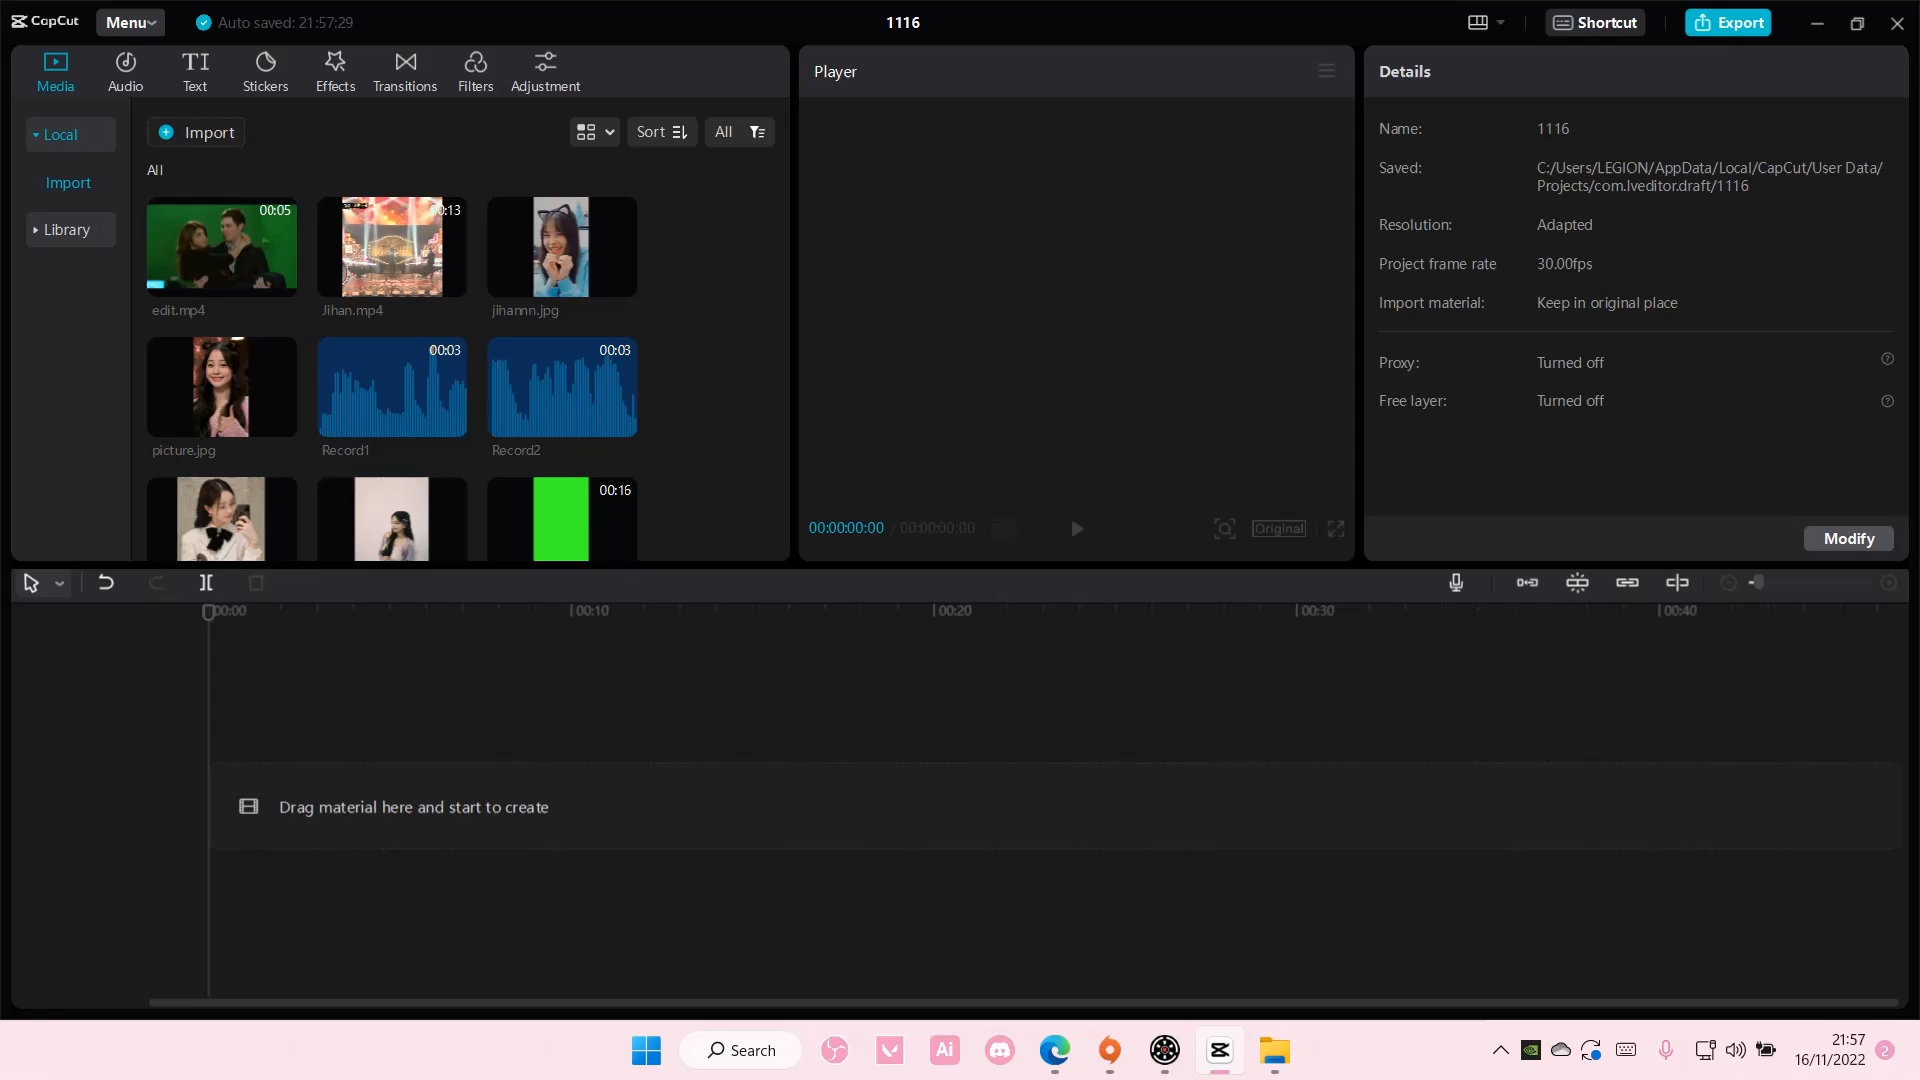 CapCut
Menu
Auto saved: 21:57:29
1116
Shortcut
Export
Media
Audio
Text
Stickers
Effects
Transitions
Filters
Adjustment
Local
Import
Library
Import
Sort
All
All
00:05
00:13
edit.mp4
Jihan.mp4
jihannn.jpg
00:03
00:03
picture.jpg
Record1
Record2
00:16
Player
00:00:00:00 / 00:00:00:00
Original
Details
Name: 1116
Saved: C:/Users/LEGION/AppData/Local/CapCut/User Data/
Projects/com.lveditor.draft/1116
Resolution: Adapted
Project frame rate 30.00fps
Import material: Keep in original place
Proxy: Turned off
Free layer: Turned off
Modify
00:00
00:10
00:20
00:30
00:40
Drag material here and start to create
Search
Ai
21:57
16/11/2022
2